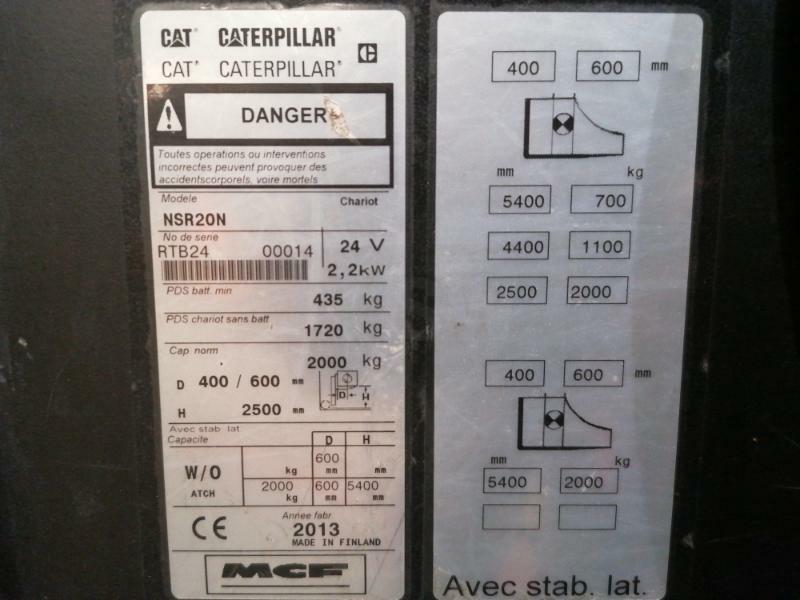 CAT CATERPILLAR
CAT CATERPILLAR
DANGER
Toutes operations ou interventions
incorrectes peuvent provoquer des
accidentscorporels, voire mortels
Modele Chariot
NSR20N
No de serie
RTB24 00014 24 V
2,2kW
PDS batt. min
435 kg
PDS chariot sans batt
1720 kg
Cap norm
2000 kg
D 400 / 600 mm
D H
H 2500 mm
Avec stab. lat
Capacite D H
600
W/O kg mm mm
ATCH 2000 600 5400
kg mm mm
CE
Annee fabr
2013
MADE IN FINLAND
MCF
400 600 mm
mm kg
5400 700
4400 1100
2500 2000
400 600 mm
mm kg
5400 2000
Avec stab. lat.